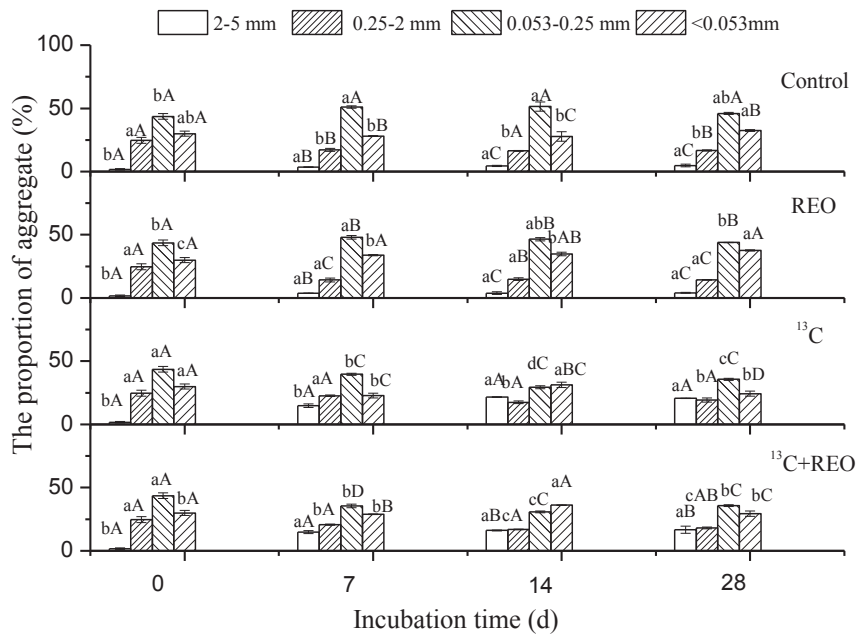 2-5 mm 0.25-2 mm 0.053-0.25 mm <0.053mm
The proportion of aggregate (%)
100
Control
bA aA bA abA aB bB aA bB aC bA aA bC aC bB abA aB
50
0
REO
bA aA bA cA aB aC aB bA aC aB abB bAB aC aC bB aA
50
0
¹³C
bA aA aA aA bA aA bC bC aA bA dC aBC aA bA cC bD
50
0
¹³C+REO
bA aA aA bA aA bA bD bB aB cA cC aA aB cAB bC bC
50
0
0 7 14 28
Incubation time (d)